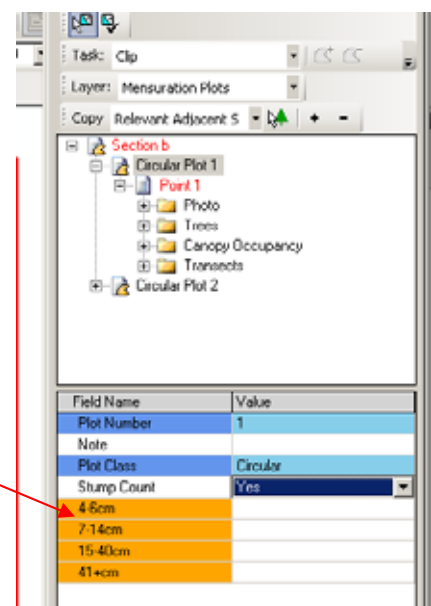 Task: Clip
Layer: Mensuration Plots
Copy Relevant Adjacent S + -
Section b
Circular Plot 1
Point 1
Photo
Trees
Canopy Occupancy
Transects
Circular Plot 2
Field Name Value
Plot Number 1
Note
Plot Class Circular
Stump Count Yes
4-6cm
7-14cm
15-40cm
41+cm